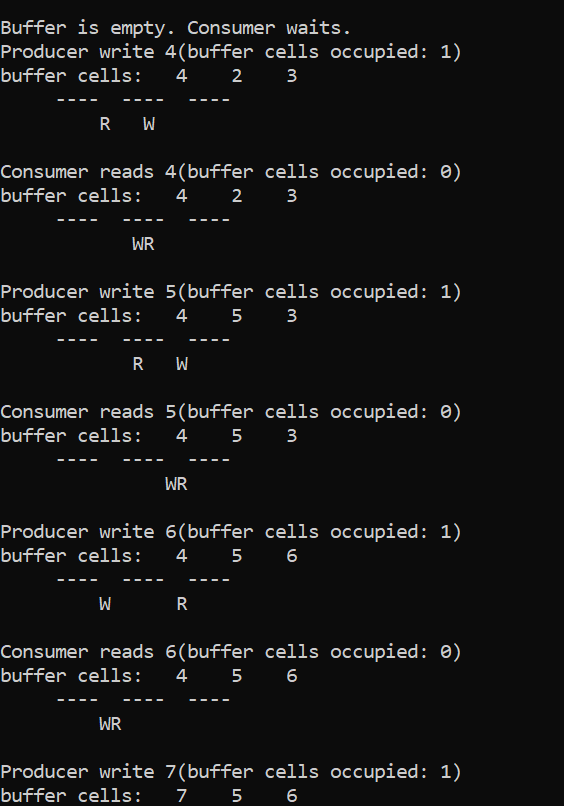 Buffer is empty. Consumer waits.
Producer write 4(buffer cells occupied: 1)
buffer cells:   4    2    3
     ----  ----  ----
         R   W
Consumer reads 4(buffer cells occupied: 0)
buffer cells:   4    2    3
     ----  ----  ----
            WR
Producer write 5(buffer cells occupied: 1)
buffer cells:   4    5    3
     ----  ----  ----
            R   W
Consumer reads 5(buffer cells occupied: 0)
buffer cells:   4    5    3
     ----  ----  ----
               WR
Producer write 6(buffer cells occupied: 1)
buffer cells:   4    5    6
     ----  ----  ----
         W      R
Consumer reads 6(buffer cells occupied: 0)
buffer cells:   4    5    6
     ----  ----  ----
         WR
Producer write 7(buffer cells occupied: 1)
buffer cells:   7    5    6